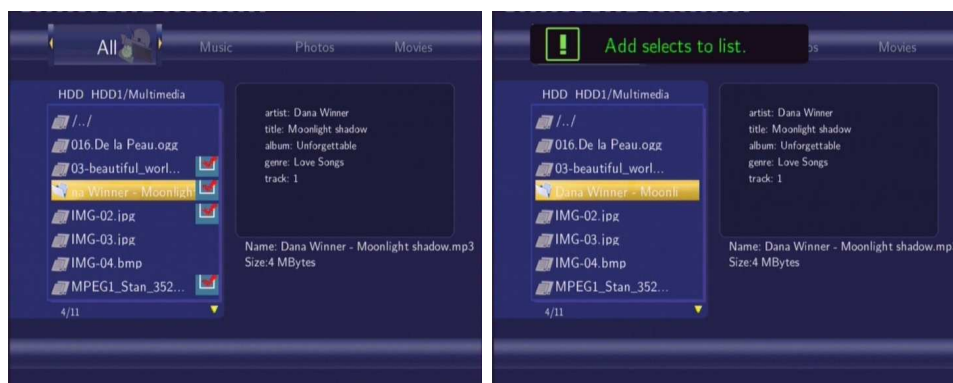 All Music Photos Movies
HDD HDD1/Multimedia
/../
016.De la Peau.ogg
03-beautiful_worl...
na Winner - Moonligh
IMG-02.jpg
IMG-03.jpg
IMG-04.bmp
MPEG1_Stan_352...
4/11
artist: Dana Winner
title: Moonlight shadow
album: Unforgettable
genre: Love Songs
track: 1
Name: Dana Winner - Moonlight shadow.mp3
Size:4 MBytes
Add selects to list.
os Movies
HDD HDD1/Multimedia
/../
016.De la Peau.ogg
03-beautiful_worl...
Dana Winner - Moonli
IMG-02.jpg
IMG-03.jpg
IMG-04.bmp
MPEG1_Stan_352...
4/11
artist: Dana Winner
title: Moonlight shadow
album: Unforgettable
genre: Love Songs
track: 1
Name: Dana Winner - Moonlight shadow.mp
Size:4 MBytes